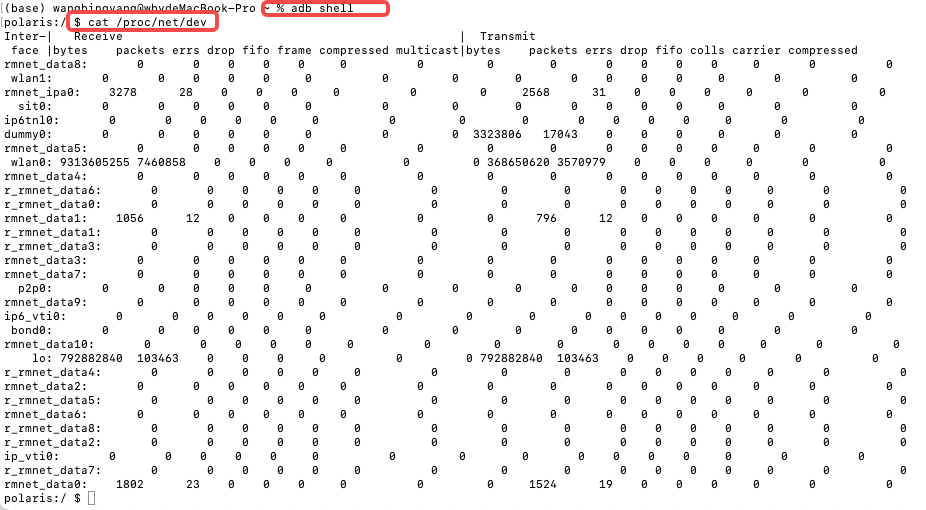 (base) wangbingyang@wbydeMacBook-Pro ~ % adb shell
polaris:/ $ cat /proc/net/dev
Inter-|   Receive                                                |  Transmit
 face |bytes    packets errs drop fifo frame compressed multicast|bytes    packets errs drop fifo colls carrier compressed
rmnet_data8:       0       0    0    0    0     0          0         0        0       0    0    0    0     0       0          0
 wlan1:       0       0    0    0    0     0          0         0        0       0    0    0    0     0       0          0
rmnet_ipa0:    3278      28    0    0    0     0          0         0     2568      31    0    0    0     0       0          0
  sit0:       0       0    0    0    0     0          0         0        0       0    0    0    0     0       0          0
ip6tnl0:       0       0    0    0    0     0          0         0        0       0    0    0    0     0       0          0
dummy0:       0       0    0    0    0     0          0         0  3323806   17043    0    0    0     0       0          0
rmnet_data5:       0       0    0    0    0     0          0         0        0       0    0    0    0     0       0          0
 wlan0: 9313605255 7460858    0    0    0     0          0         0 368650620 3570979    0    0    0     0       0          0
rmnet_data4:       0       0    0    0    0     0          0         0        0       0    0    0    0     0       0          0
r_rmnet_data6:       0       0    0    0    0     0          0         0        0       0    0    0    0     0       0          0
r_rmnet_data0:       0       0    0    0    0     0          0         0        0       0    0    0    0     0       0          0
rmnet_data1:    1056      12    0    0    0     0          0         0      796      12    0    0    0     0       0          0
r_rmnet_data1:       0       0    0    0    0     0          0         0        0       0    0    0    0     0       0          0
r_rmnet_data3:       0       0    0    0    0     0          0         0        0       0    0    0    0     0       0          0
rmnet_data3:       0       0    0    0    0     0          0         0        0       0    0    0    0     0       0          0
rmnet_data7:       0       0    0    0    0     0          0         0        0       0    0    0    0     0       0          0
  p2p0:       0       0    0    0    0     0          0         0        0       0    0    0    0     0       0          0
rmnet_data9:       0       0    0    0    0     0          0         0        0       0    0    0    0     0       0          0
ip6_vti0:       0       0    0    0    0     0          0         0        0       0    0    0    0     0       0          0
 bond0:       0       0    0    0    0     0          0         0        0       0    0    0    0     0       0          0
rmnet_data10:       0       0    0    0    0     0          0         0        0       0    0    0    0     0       0          0
    lo: 792882840  103463    0    0    0     0          0         0 792882840  103463    0    0    0     0       0          0
r_rmnet_data4:       0       0    0    0    0     0          0         0        0       0    0    0    0     0       0          0
rmnet_data2:       0       0    0    0    0     0          0         0        0       0    0    0    0     0       0          0
r_rmnet_data5:       0       0    0    0    0     0          0         0        0       0    0    0    0     0       0          0
rmnet_data6:       0       0    0    0    0     0          0         0        0       0    0    0    0     0       0          0
r_rmnet_data8:       0       0    0    0    0     0          0         0        0       0    0    0    0     0       0          0
r_rmnet_data2:       0       0    0    0    0     0          0         0        0       0    0    0    0     0       0          0
ip_vti0:       0       0    0    0    0     0          0         0        0       0    0    0    0     0       0          0
r_rmnet_data7:       0       0    0    0    0     0          0         0        0       0    0    0    0     0       0          0
rmnet_data0:    1802      23    0    0    0     0          0         0     1524      19    0    0    0     0       0          0
polaris:/ $